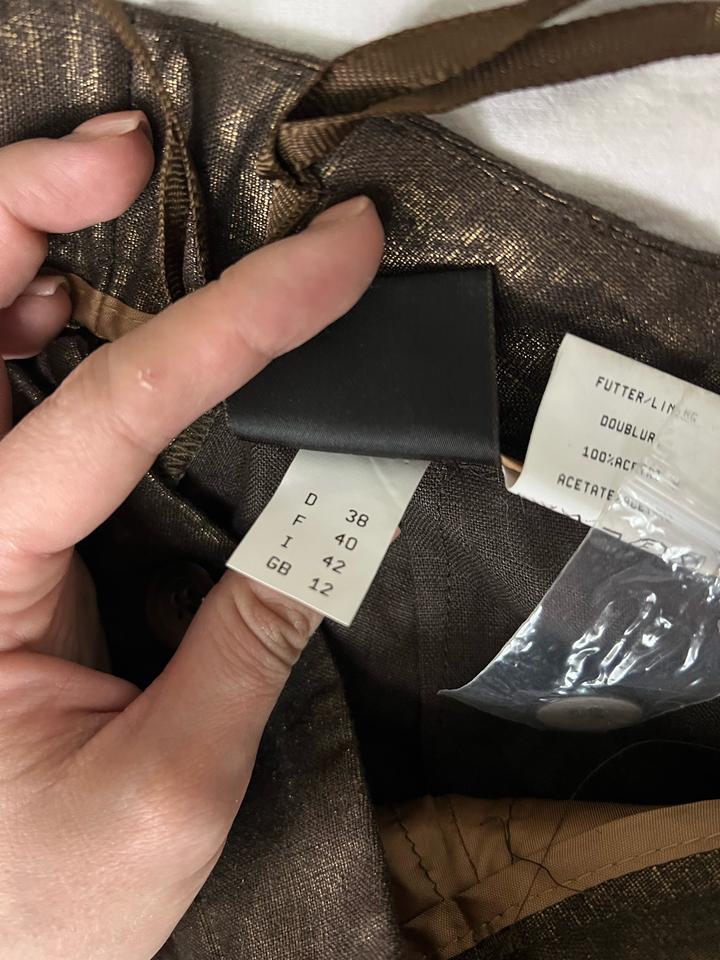 D 38
F 40
I 42
GB 12
FUTTER/LINING
DOUBLUR
100%ACETAT
ACETATE